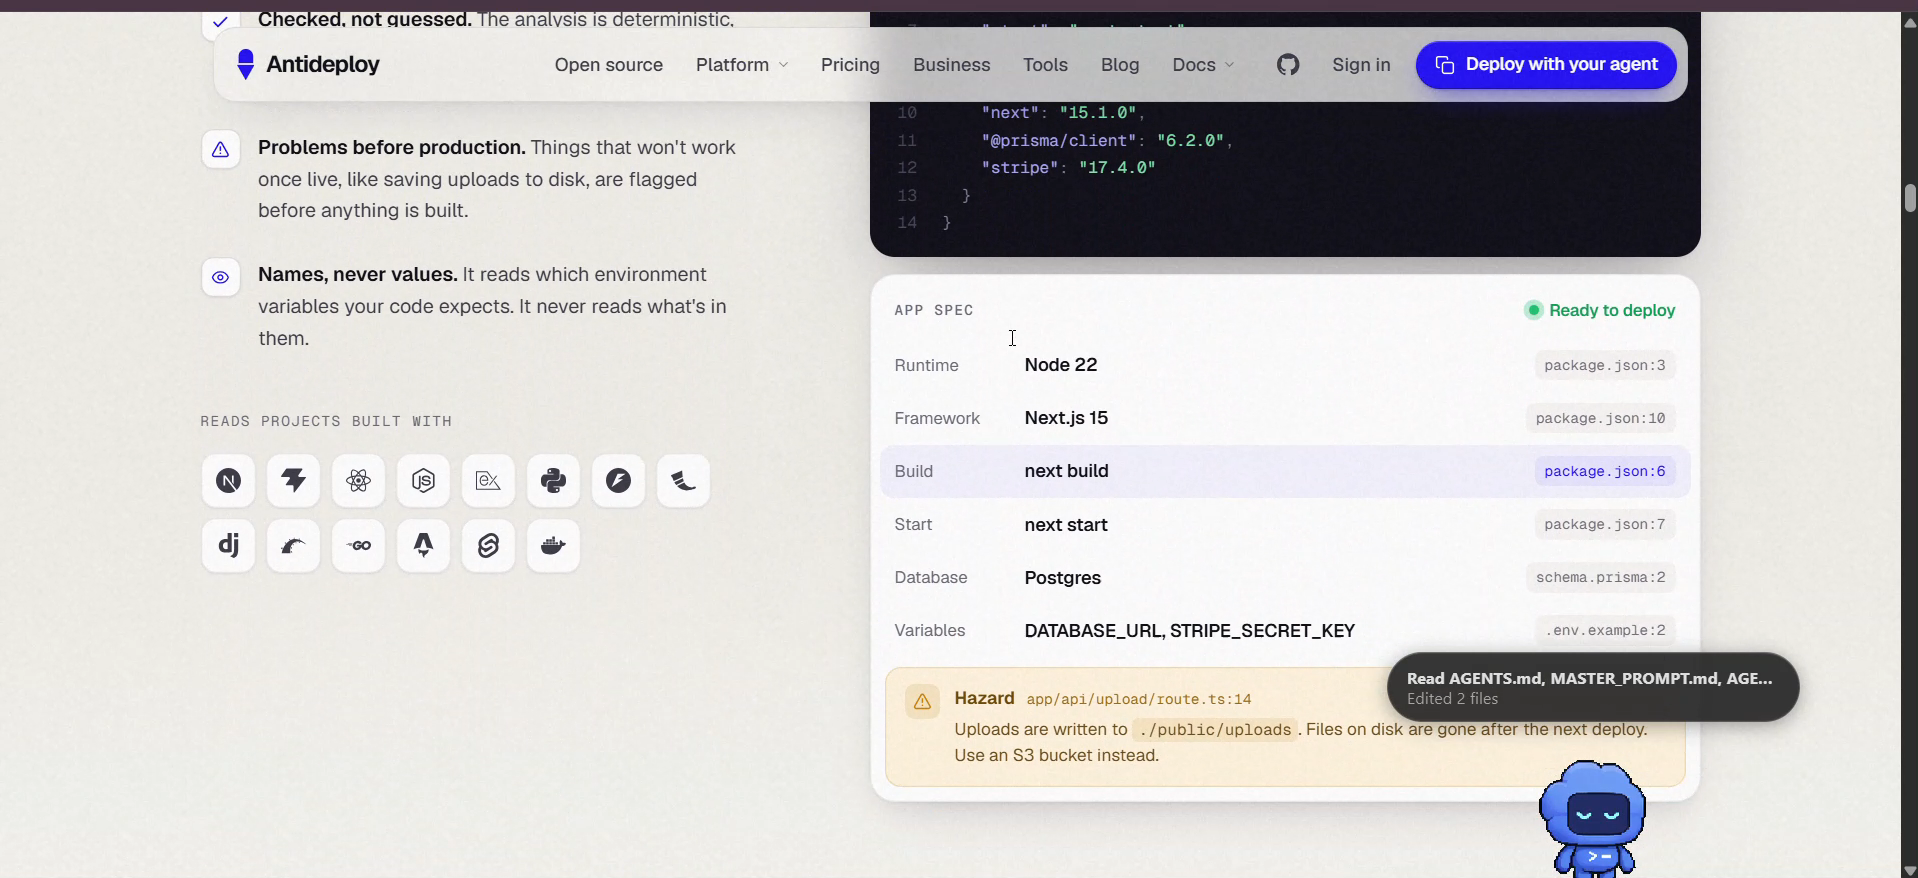 Checked, not guessed. The analysis is deterministic,
Antideploy
Open source
Platform
Pricing
Business
Tools
Blog
Docs
Sign in
Deploy with your agent
Problems before production. Things that won't work
once live, like saving uploads to disk, are flagged
before anything is built.
Names, never values. It reads which environment
variables your code expects. It never reads what's in
them.
READS PROJECTS BUILT WITH
N
JS
ex
dj
GO
10 "next": "15.1.0",
11 "@prisma/client": "6.2.0",
12 "stripe": "17.4.0"
13 }
14 }
APP SPEC
Ready to deploy
Runtime Node 22 package.json:3
Framework Next.js 15 package.json:10
Build next build package.json:6
Start next start package.json:7
Database Postgres schema.prisma:2
Variables DATABASE_URL, STRIPE_SECRET_KEY .env.example:2
Hazard app/api/upload/route.ts:14
Uploads are written to ./public/uploads. Files on disk are gone after the next deploy.
Use an S3 bucket instead.
Read AGENTS.md, MASTER_PROMPT.md, AGE...
Edited 2 files